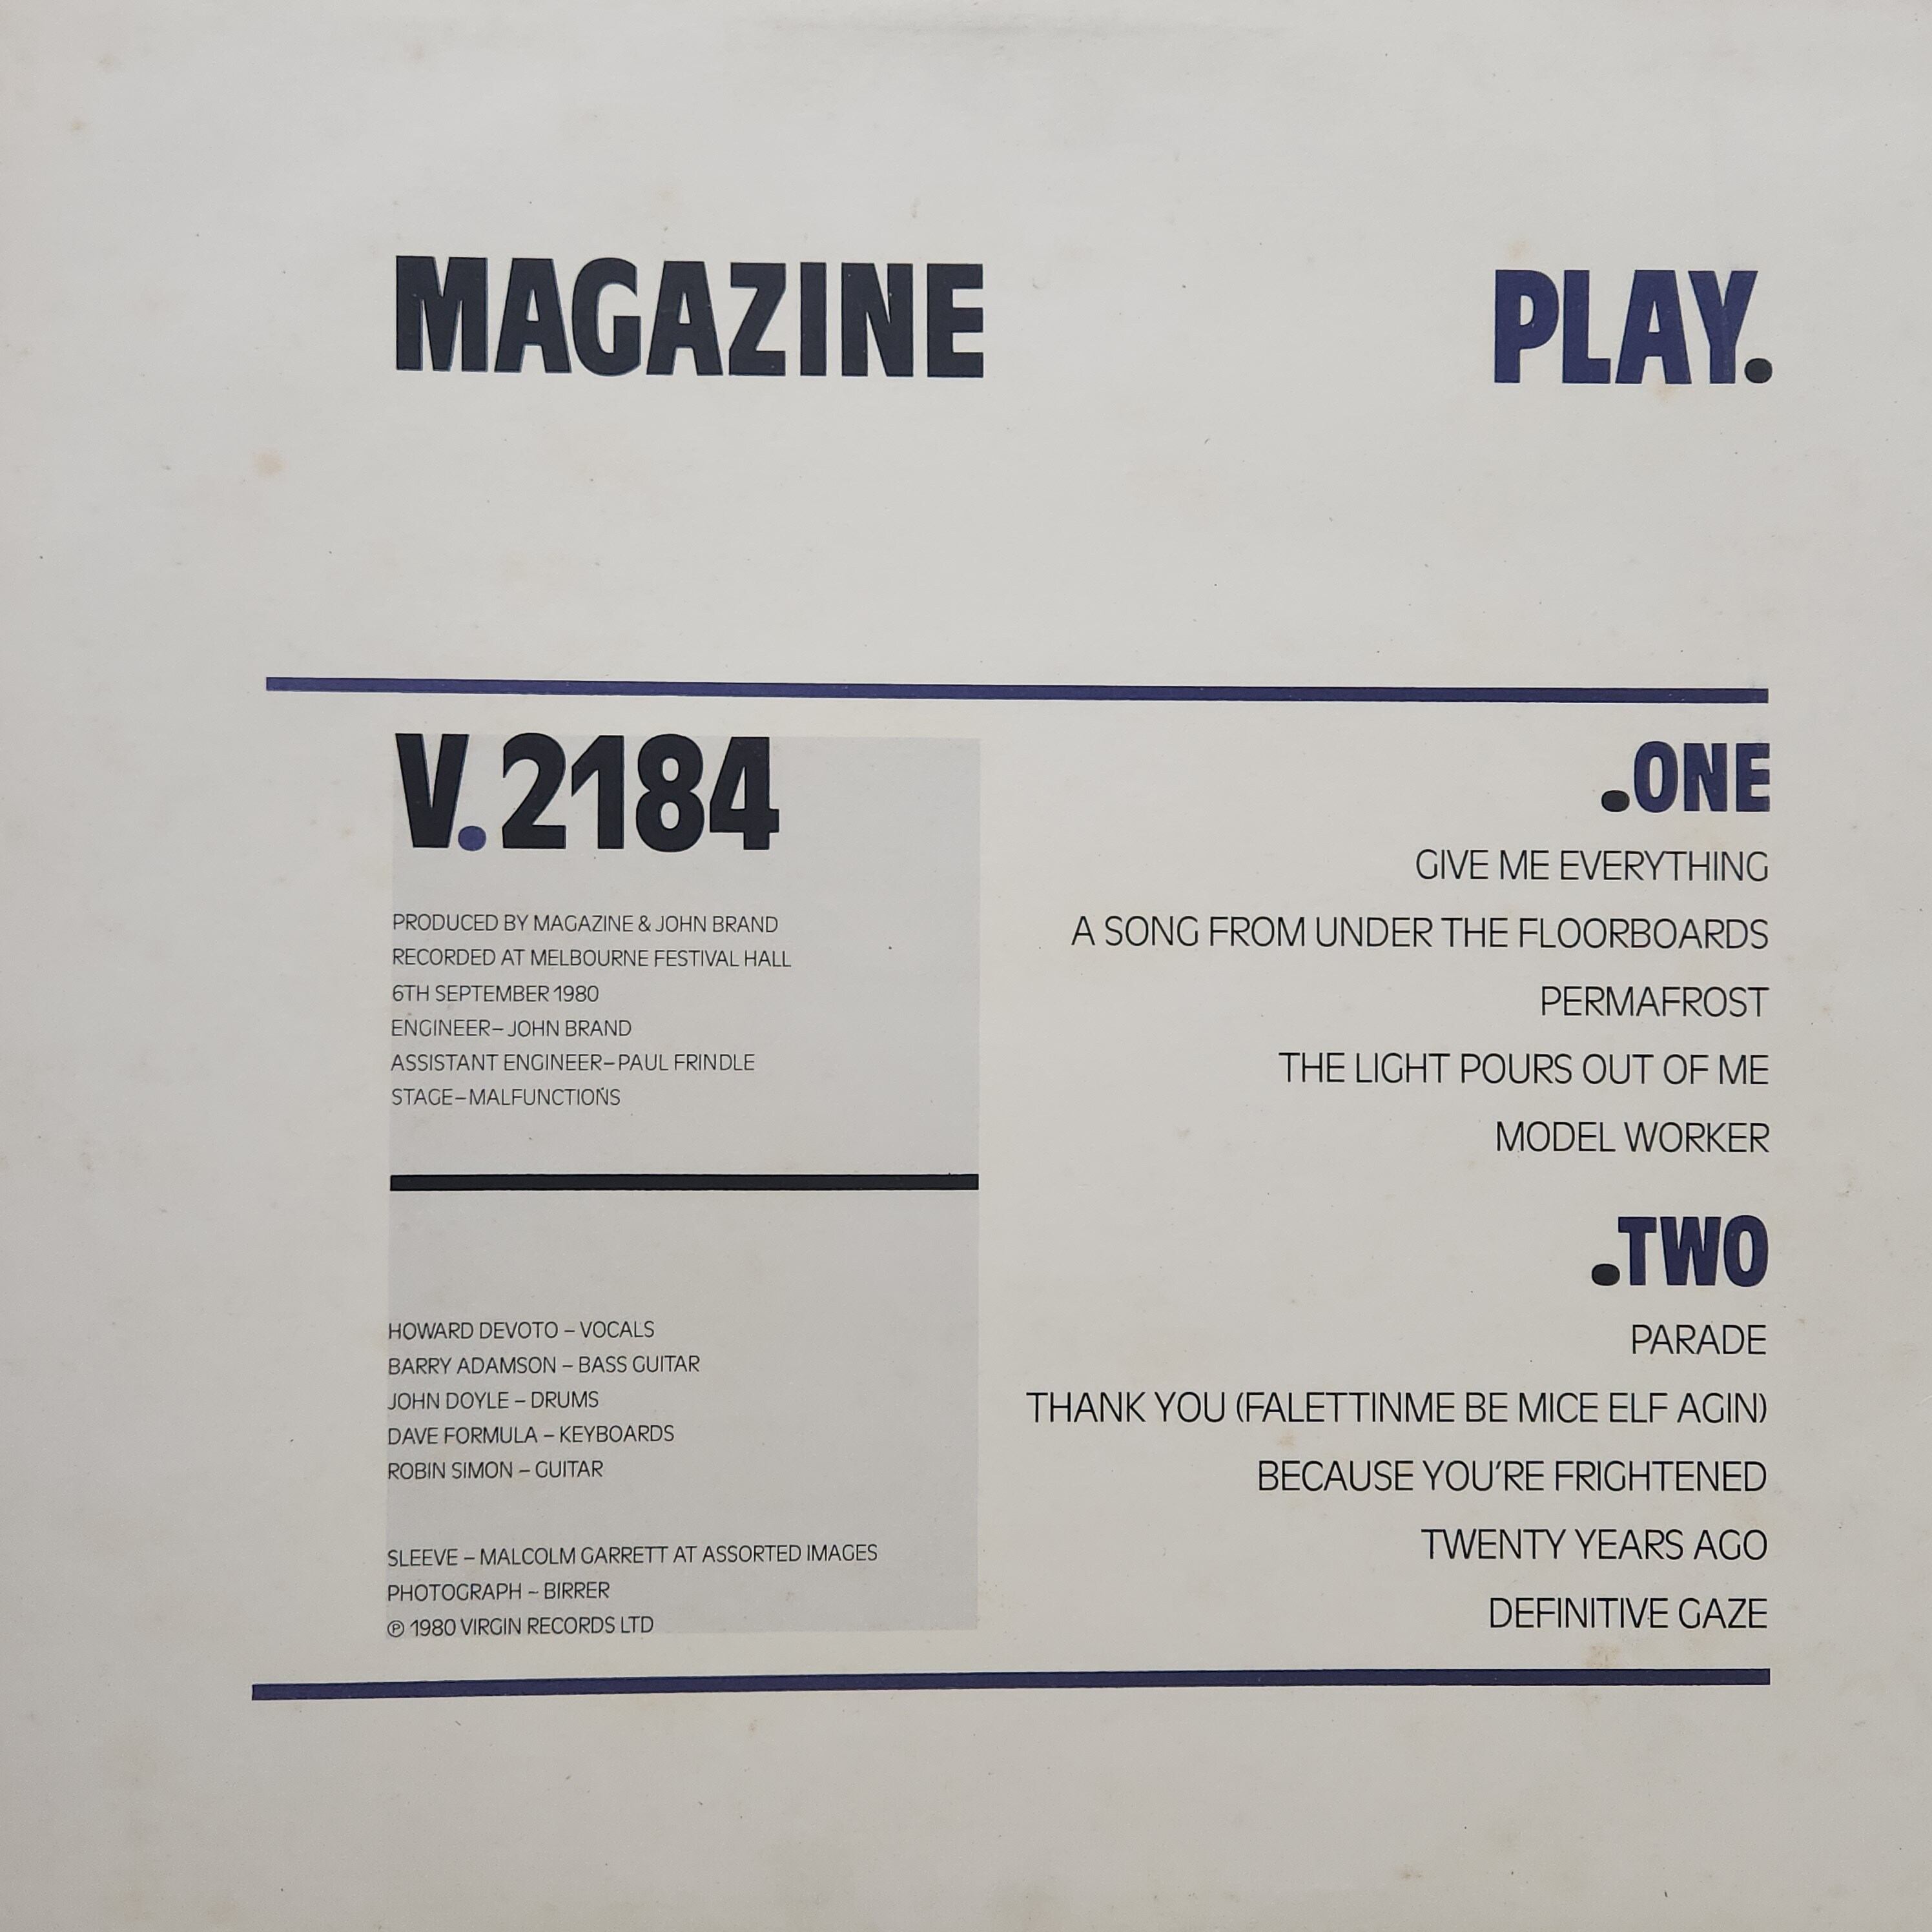 MAGAZINE PLAY.
V.2184
PRODUCED BY MAGAZINE & JOHN BRAND
RECORDED AT MELBOURNE FESTIVAL HALL
6TH SEPTEMBER 1980
ENGINEER–JOHN BRAND
ASSISTANT ENGINEER–PAUL FRINDLE
STAGE–MALFUNCTIONS
HOWARD DEVOTO – VOCALS
BARRY ADAMSON – BASS GUITAR
JOHN DOYLE – DRUMS
DAVE FORMULA – KEYBOARDS
ROBIN SIMON – GUITAR
SLEEVE – MALCOLM GARRETT AT ASSORTED IMAGES
PHOTOGRAPH – BIRRER
℗ 1980 VIRGIN RECORDS LTD
.ONE
GIVE ME EVERYTHING
A SONG FROM UNDER THE FLOORBOARDS
PERMAFROST
THE LIGHT POURS OUT OF ME
MODEL WORKER
.TWO
PARADE
THANK YOU (FALETTINME BE MICE ELF AGIN)
BECAUSE YOU'RE FRIGHTENED
TWENTY YEARS AGO
DEFINITIVE GAZE